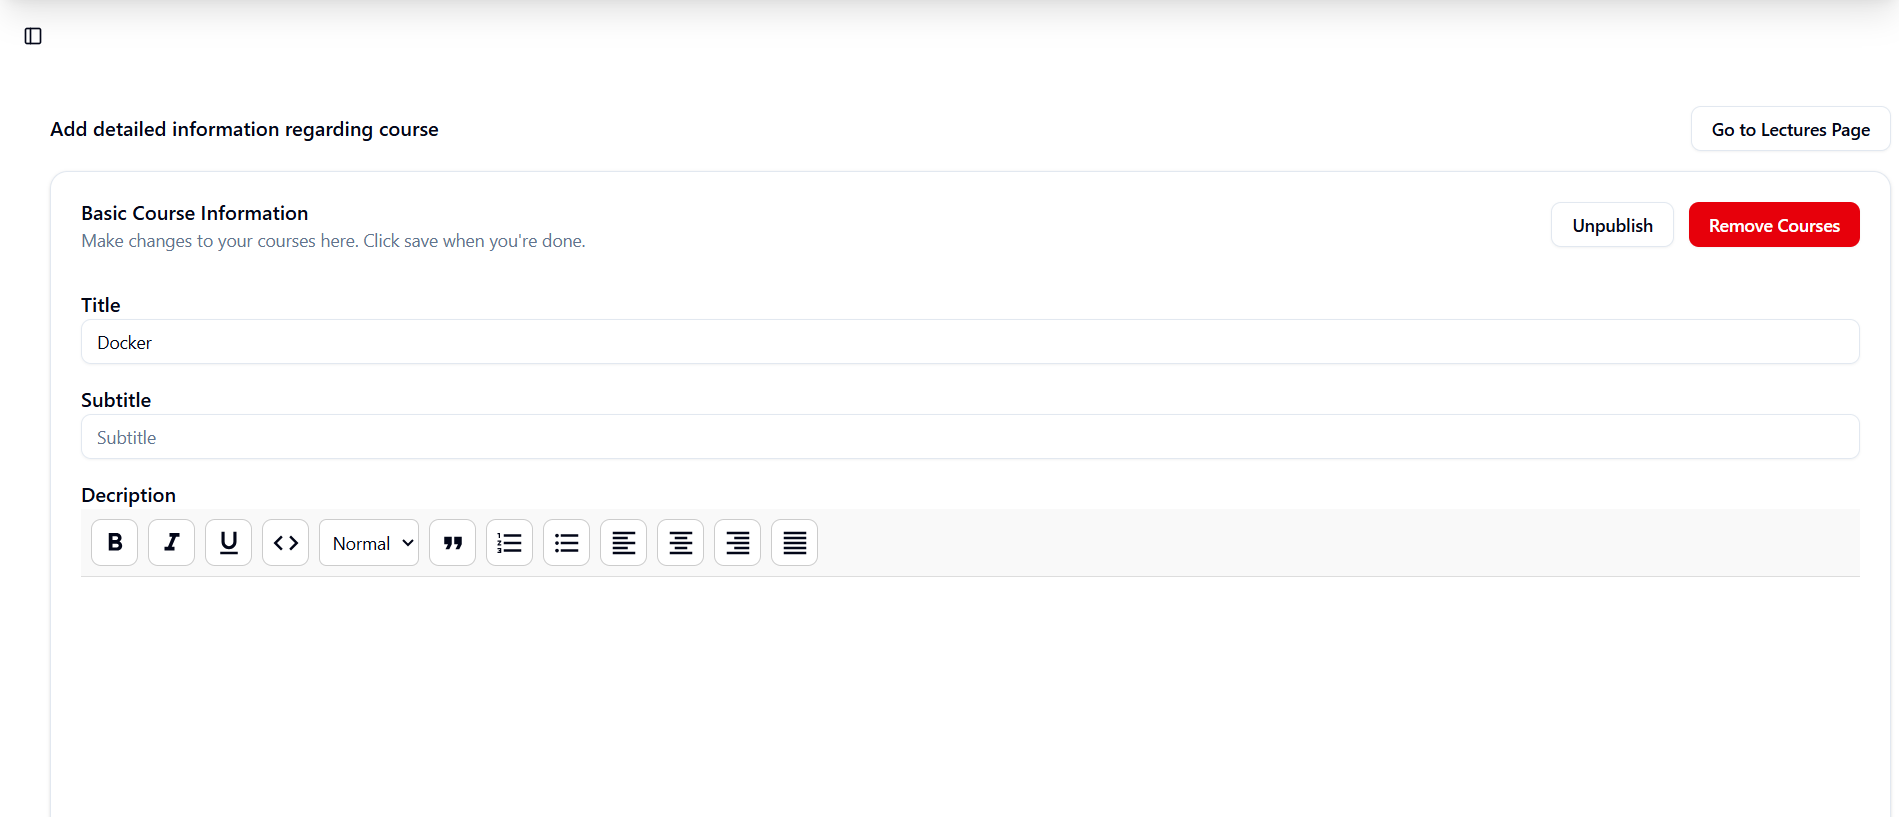 Add detailed information regarding course
Go to Lectures Page
Basic Course Information
Make changes to your courses here. Click save when you're done.
Unpublish
Remove Courses
Title
Docker
Subtitle
Subtitle
Decription
B I U <> Normal